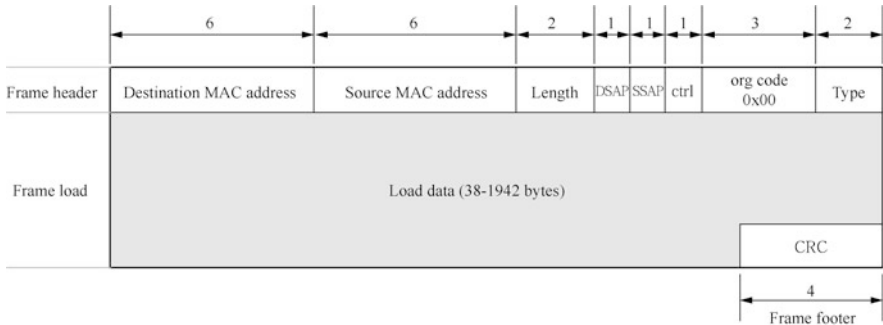 6 6 2 1 1 1 3 2
Frame header Destination MAC address Source MAC address Length DSAP SSAP ctrl org code 0x00 Type
Frame load Load data (38-1942 bytes)
CRC
4
Frame footer